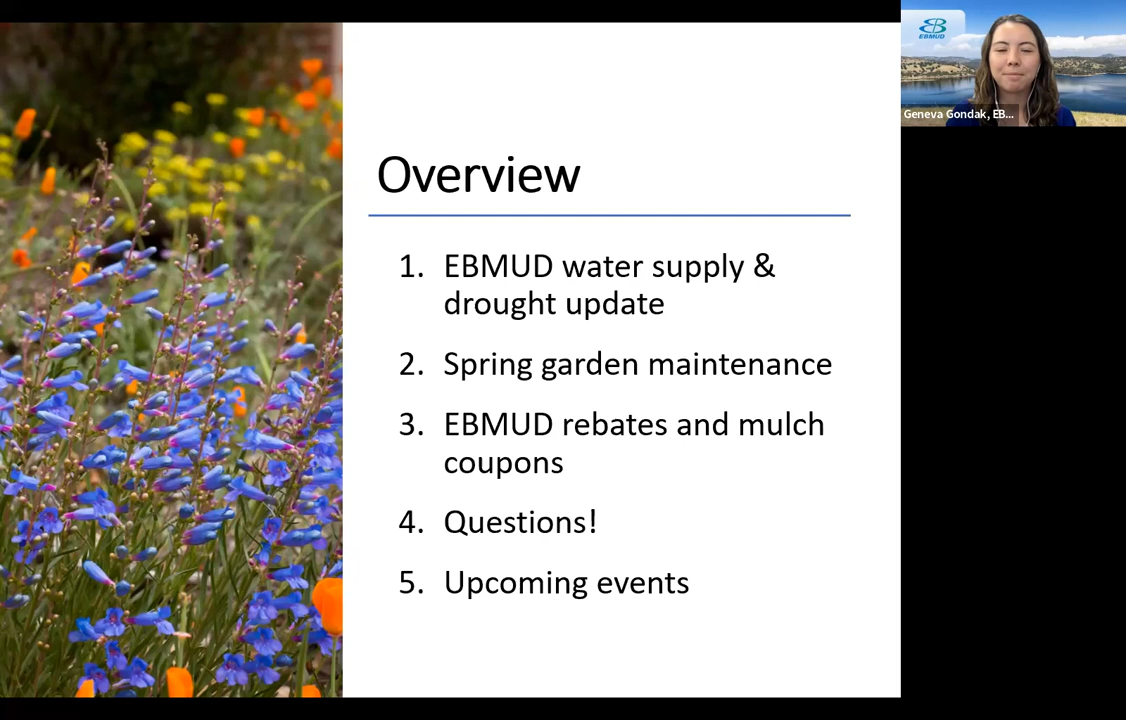 EBMUD
Geneva Gondak, EB...
Overview
1. EBMUD water supply &
drought update
2. Spring garden maintenance
3. EBMUD rebates and mulch
coupons
4. Questions!
5. Upcoming events